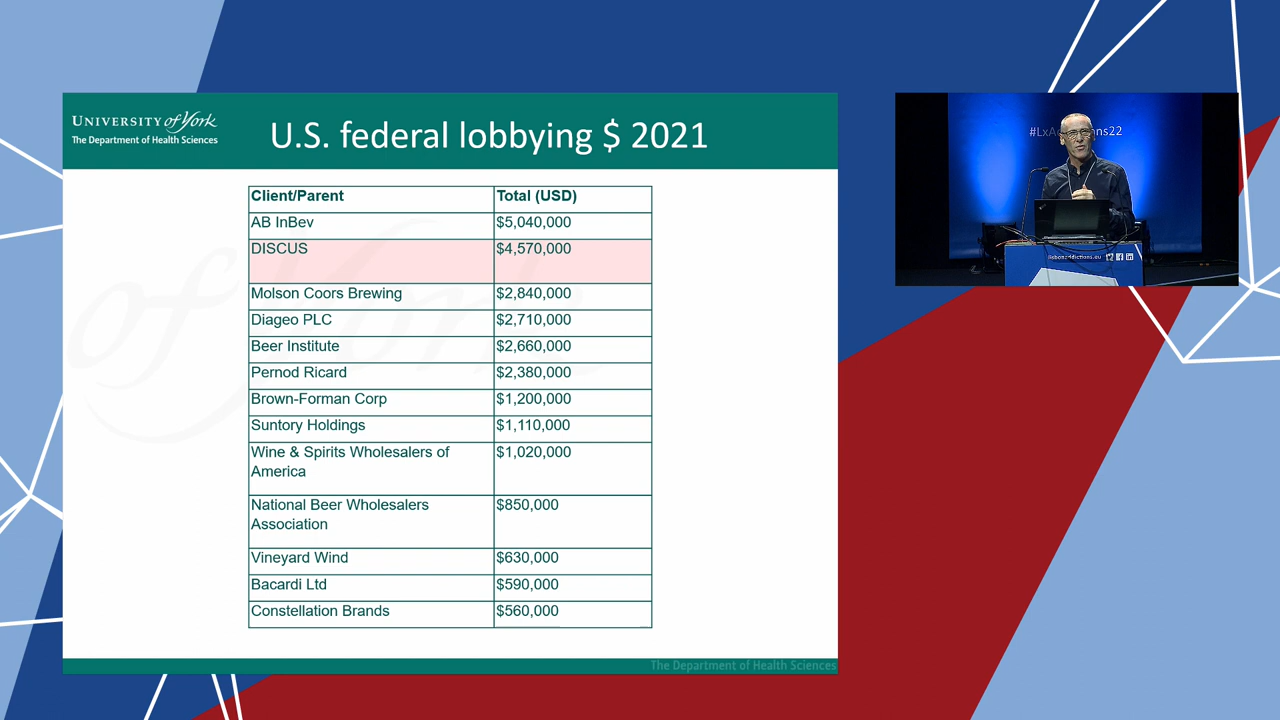 UNIVERSITY of York
The Department of Health Sciences
U.S. federal lobbying $ 2021
Client/Parent Total (USD)
AB InBev $5,040,000
DISCUS $4,570,000
Molson Coors Brewing $2,840,000
Diageo PLC $2,710,000
Beer Institute $2,660,000
Pernod Ricard $2,380,000
Brown-Forman Corp $1,200,000
Suntory Holdings $1,110,000
Wine & Spirits Wholesalers of $1,020,000
America
National Beer Wholesalers $850,000
Association
Vineyard Wind $630,000
Bacardi Ltd $590,000
Constellation Brands $560,000
The Department of Health Sciences
of York